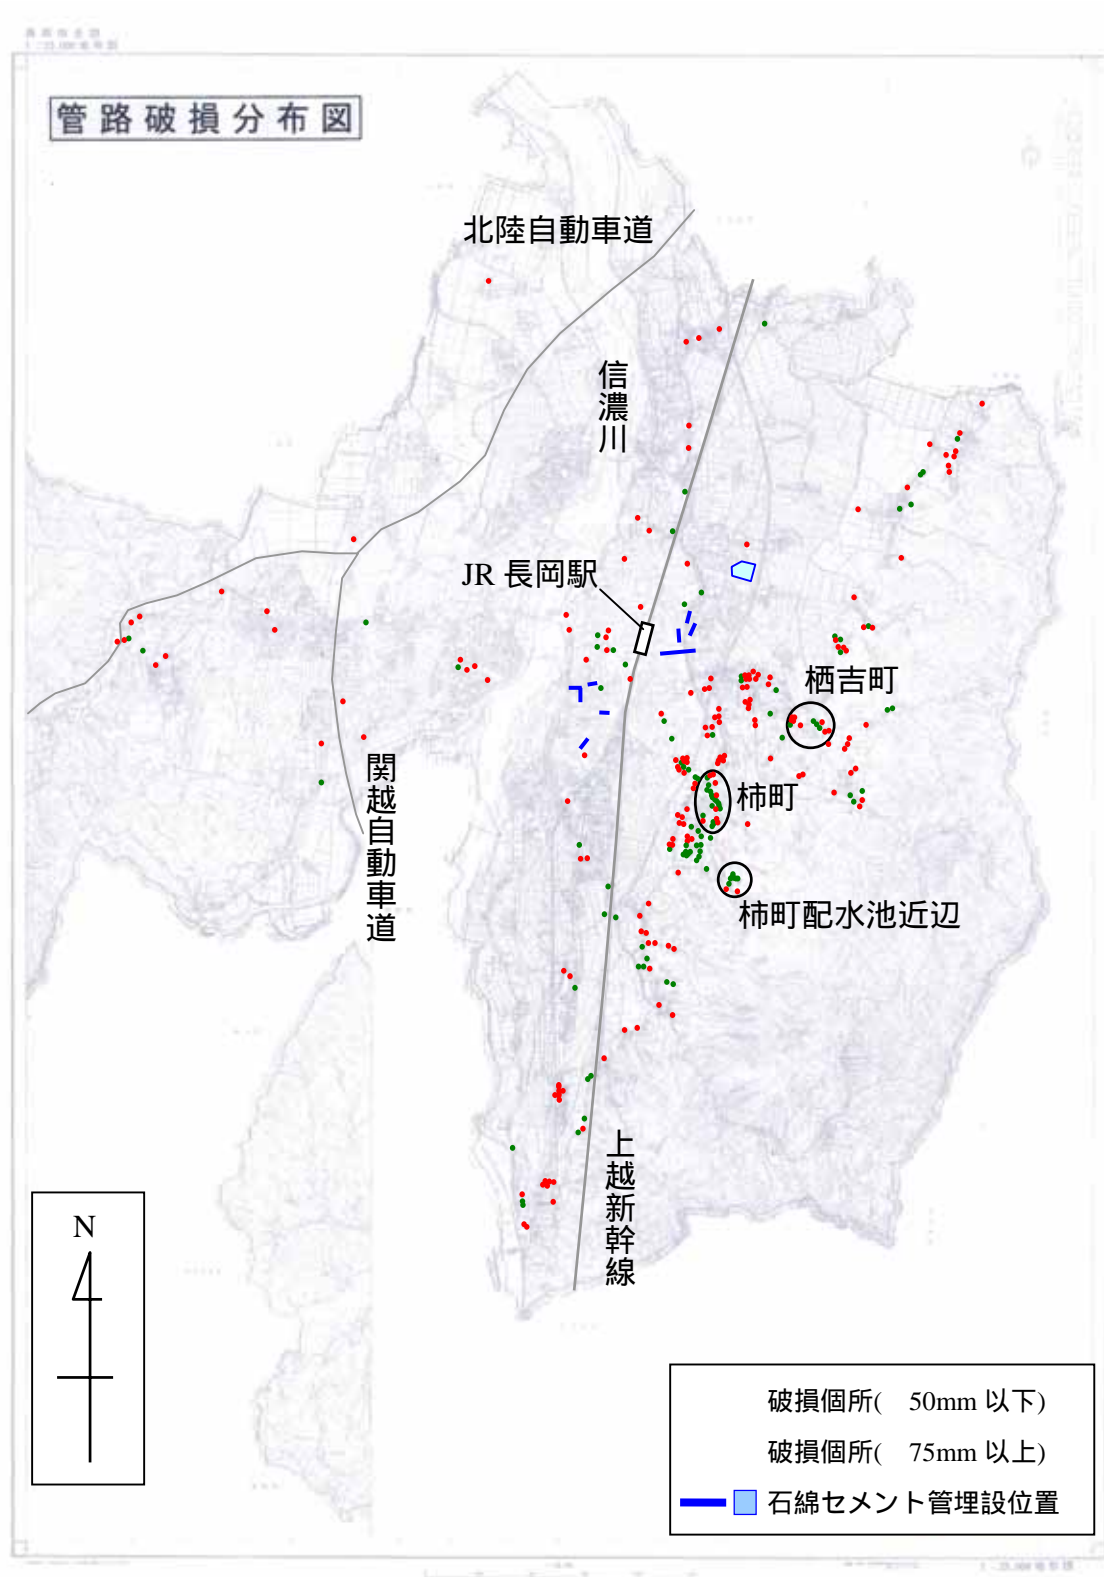 管路破損分布図
北陸自動車道
信濃川
JR 長岡駅
栖吉町
柿町
関越自動車道
柿町配水池近辺
上越新幹線
N
破損個所( 50mm 以下)
破損個所( 75mm 以上)
石綿セメント管埋設位置